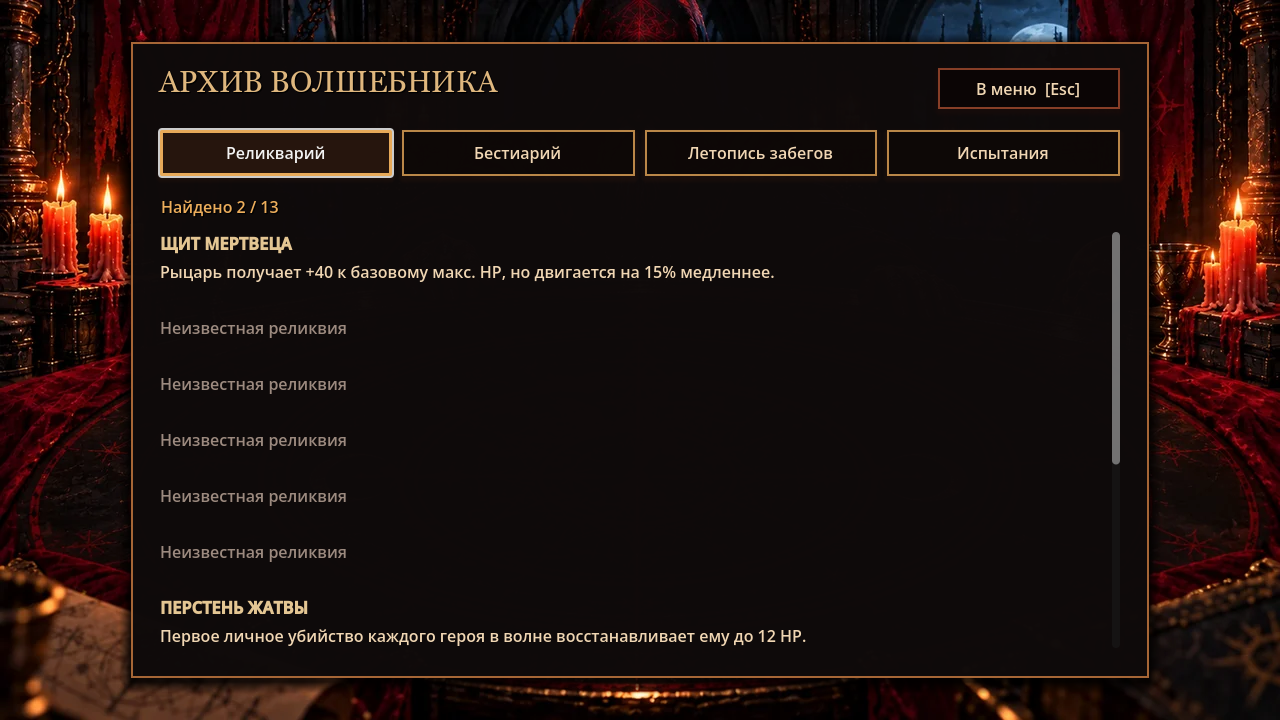 АРХИВ ВОЛШЕБНИКА
В меню [Esc]
Реликварий
Бестиарий
Летопись забегов
Испытания
Найдено 2 / 13
ЩИТ МЕРТВЕЦА
Рыцарь получает +40 к базовому макс. HP, но двигается на 15% медленнее.
Неизвестная реликвия
Неизвестная реликвия
Неизвестная реликвия
Неизвестная реликвия
Неизвестная реликвия
ПЕРСТЕНЬ ЖАТВЫ
Первое личное убийство каждого героя в волне восстанавливает ему до 12 HP.